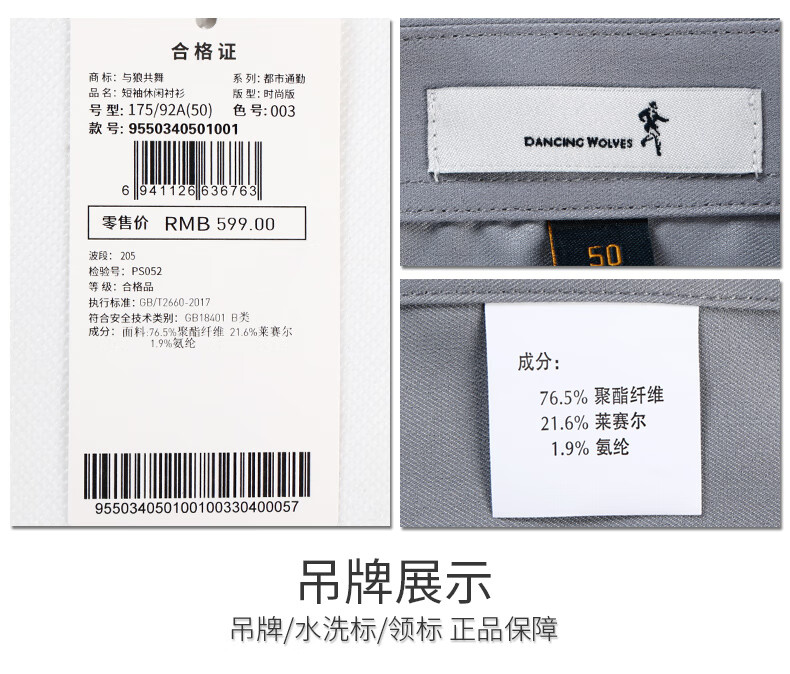 合格证
商标：与狼共舞 系列：都市通勤
品名：短袖休闲衬衫 版型：时尚版
号型：175/92A(50) 色号：003
款号：9550340501001
6 941126 636763
零售价 RMB 599.00
波段：205
检验号：PS052
等级：合格品
执行标准：GB/T2660-2017
符合安全技术类别：GB18401 B类
成分：面料:76.5%聚酯纤维 21.6%莱赛尔
1.9%氨纶
955034050100100330400057
DANCING WOLVES
50
成分：
76.5% 聚酯纤维
21.6% 莱赛尔
1.9% 氨纶
吊牌展示
吊牌/水洗标/领标 正品保障